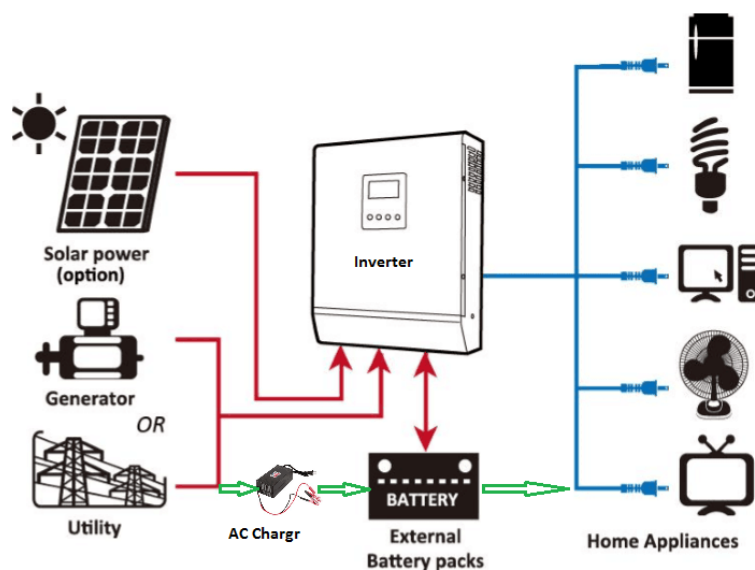 Solar power
(option)
Inverter
Generator
OR
Utility
AC Chargr
BATTERY
External
Battery packs
Home Appliances